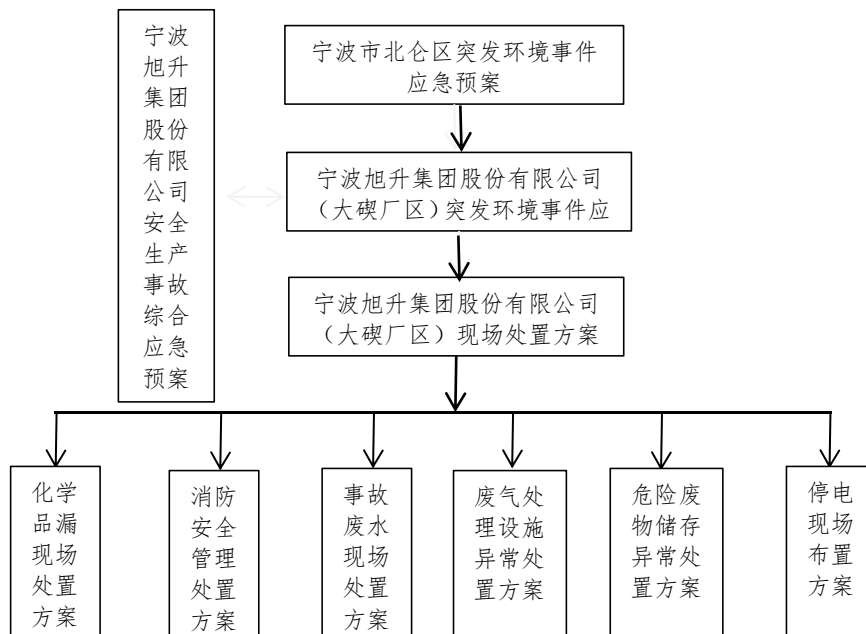 宁波
旭升
集团
股份
有限
公司
安全
生产
事故
综合
应急
预案
宁波市北仑区突发环境事件
应急预案
宁波旭升集团股份有限公司
（大碶厂区）突发环境事件应
宁波旭升集团股份有限公司
（大碶厂区）现场处置方案
化学
品漏
现场
处置
方案
消防
安全
管理
处置
方案
事故
废水
现场
处置
方案
废气处
理设施
异常处
置方案
危险废
物储存
异常处
置方案
停电
现场
布置
方案